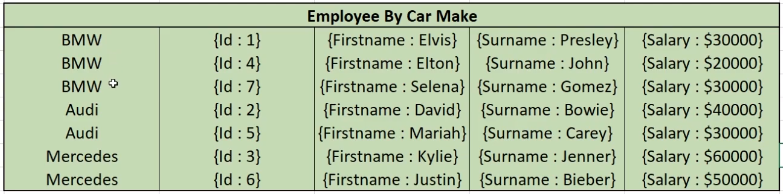 Employee By Car Make
BMW {Id : 1} {Firstname : Elvis} {Surname : Presley} {Salary : $30000}
BMW {Id : 4} {Firstname : Elton} {Surname : John} {Salary : $20000}
BMW {Id : 7} {Firstname : Selena} {Surname : Gomez} {Salary : $30000}
Audi {Id : 2} {Firstname : David} {Surname : Bowie} {Salary : $40000}
Audi {Id : 5} {Firstname : Mariah} {Surname : Carey} {Salary : $30000}
Mercedes {Id : 3} {Firstname : Kylie} {Surname : Jenner} {Salary : $60000}
Mercedes {Id : 6} {Firstname : Justin} {Surname : Bieber} {Salary : $50000}